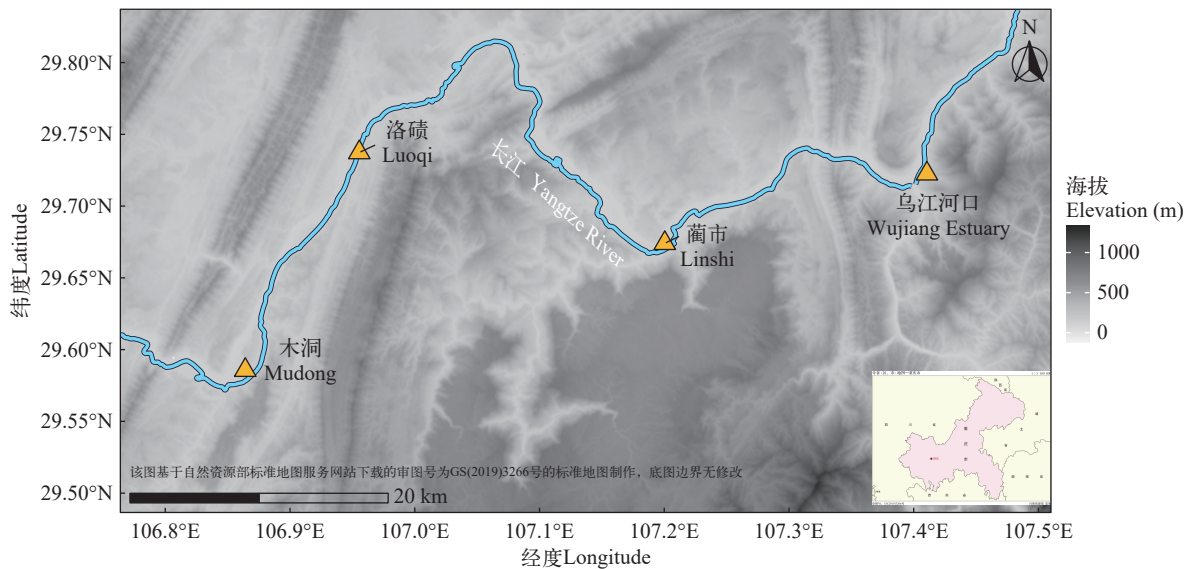 29.80°N
29.75°N
29.70°N
29.65°N
29.60°N
29.55°N
29.50°N
纬度Latitude
N
洛碛
Luoqi
长江 Yangtze River
乌江河口
Wujiang Estuary
蔺市
Linshi
木洞
Mudong
海拔
Elevation (m)
1000
500
0
该图基于自然资源部标准地图服务网站下载的审图号为GS(2019)3266号的标准地图制作，底图边界无修改
20 km
106.8°E
106.9°E
107.0°E
107.1°E
107.2°E
107.3°E
107.4°E
107.5°E
经度Longitude